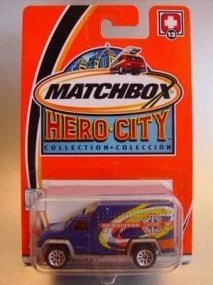 13
MATCHBOX
HERO·CITY
COLLECTION·COLECCIÓN
ambulance